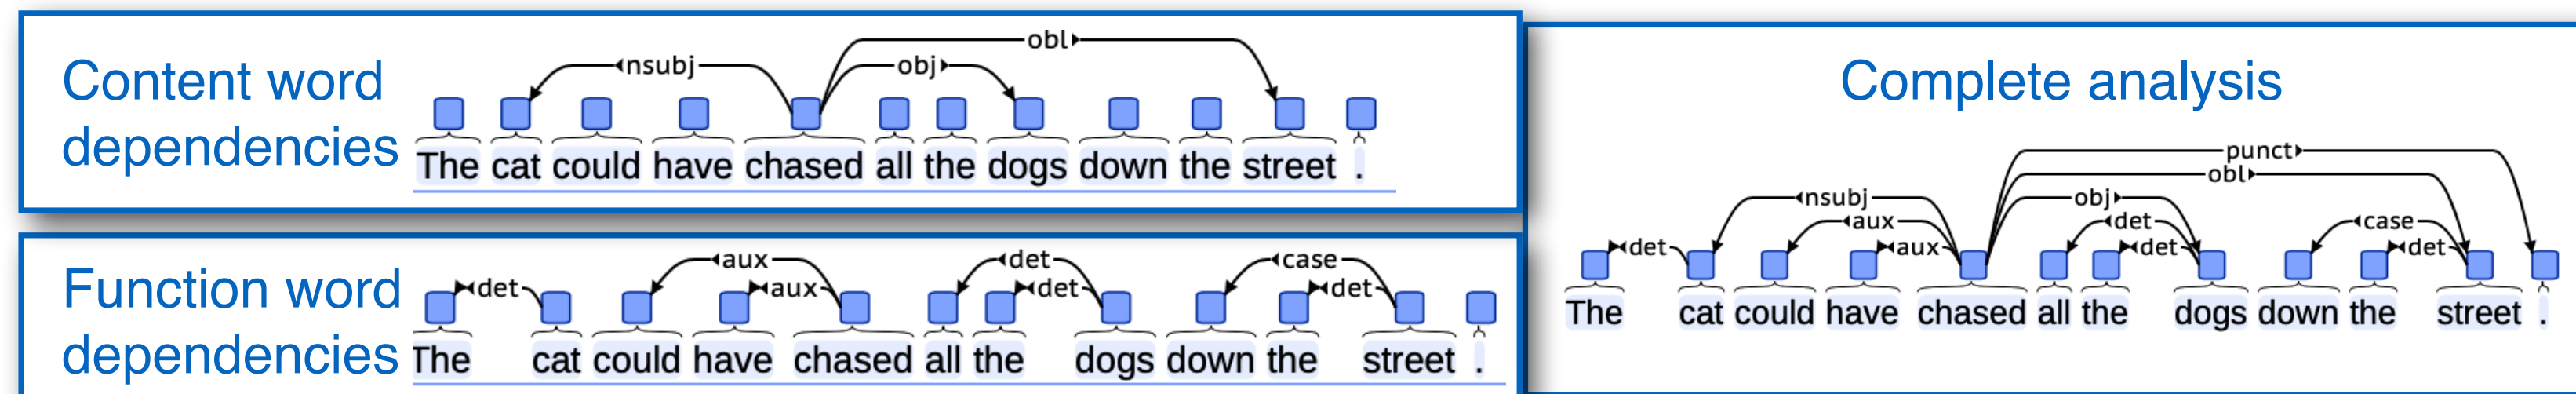 Content word
dependencies
obl
nsubj obj
The cat could have chased all the dogs down the street .
Function word
dependencies
aux det case
det aux det det
The cat could have chased all the dogs down the street .
Complete analysis
punct
obl
nsubj obj
aux det case
det aux det det
The cat could have chased all the dogs down the street .